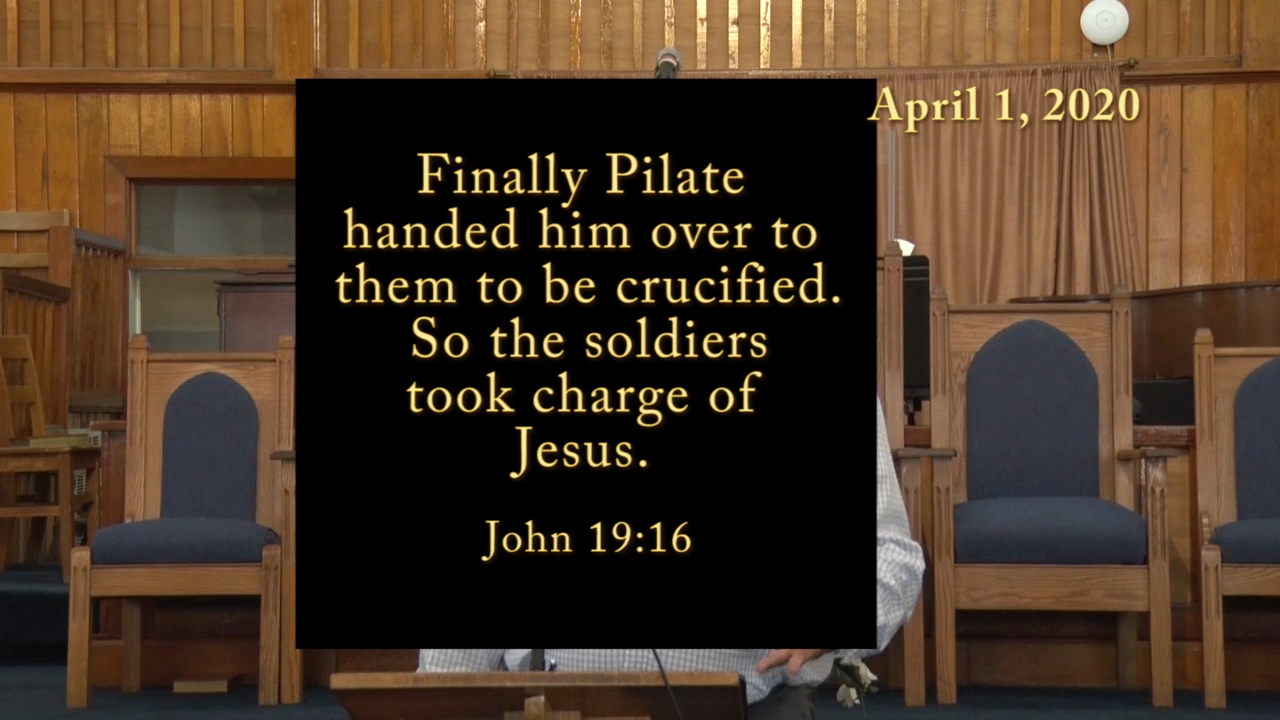 April 1, 2020
Finally Pilate
handed him over to
them to be crucified.
So the soldiers
took charge of
Jesus.
John 19:16